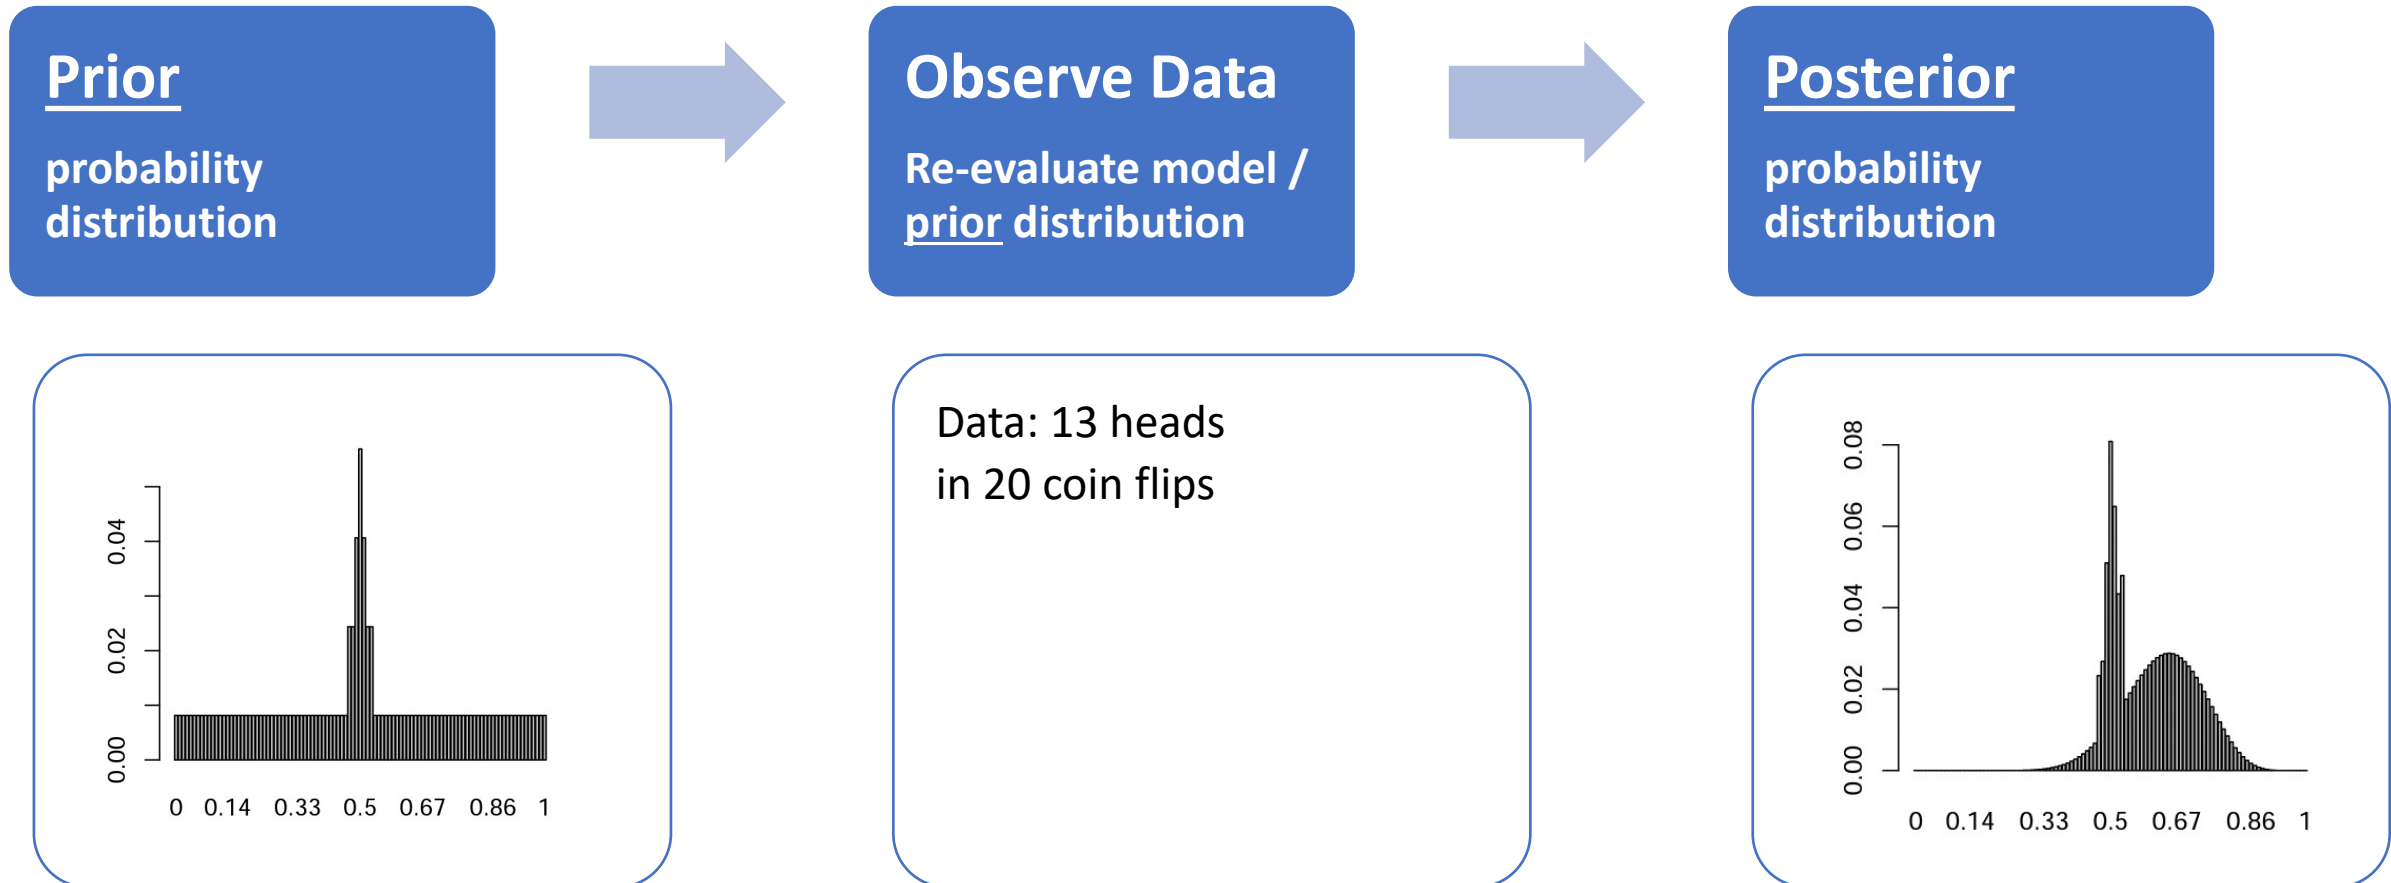 Prior
probability
distribution
Observe Data
Re-evaluate model /
prior distribution
Posterior
probability
distribution
0.04
0.02
0.00
0 0.14 0.33 0.5 0.67 0.86 1
Data: 13 heads
in 20 coin flips
0.08
0.06
0.04
0.02
0.00
0 0.14 0.33 0.5 0.67 0.86 1